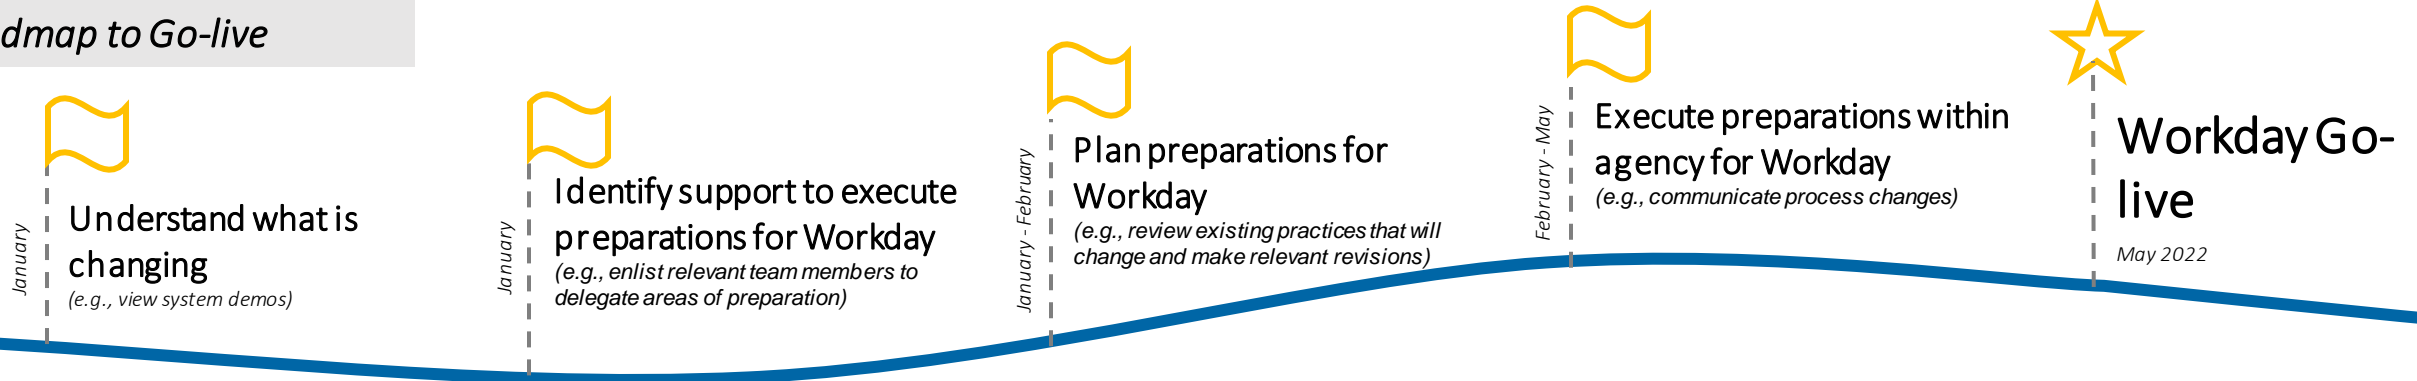 dmap to Go-live
January
Understand what is
changing
(e.g., view system demos)
January
Identify support to execute
preparations for Workday
(e.g., enlist relevant team members to
delegate areas of preparation)
January - February
Plan preparations for
Workday
(e.g., review existing practices that will
change and make relevant revisions)
February - May
Execute preparations within
agency for Workday
(e.g., communicate process changes)
Workday Go-
live
May 2022